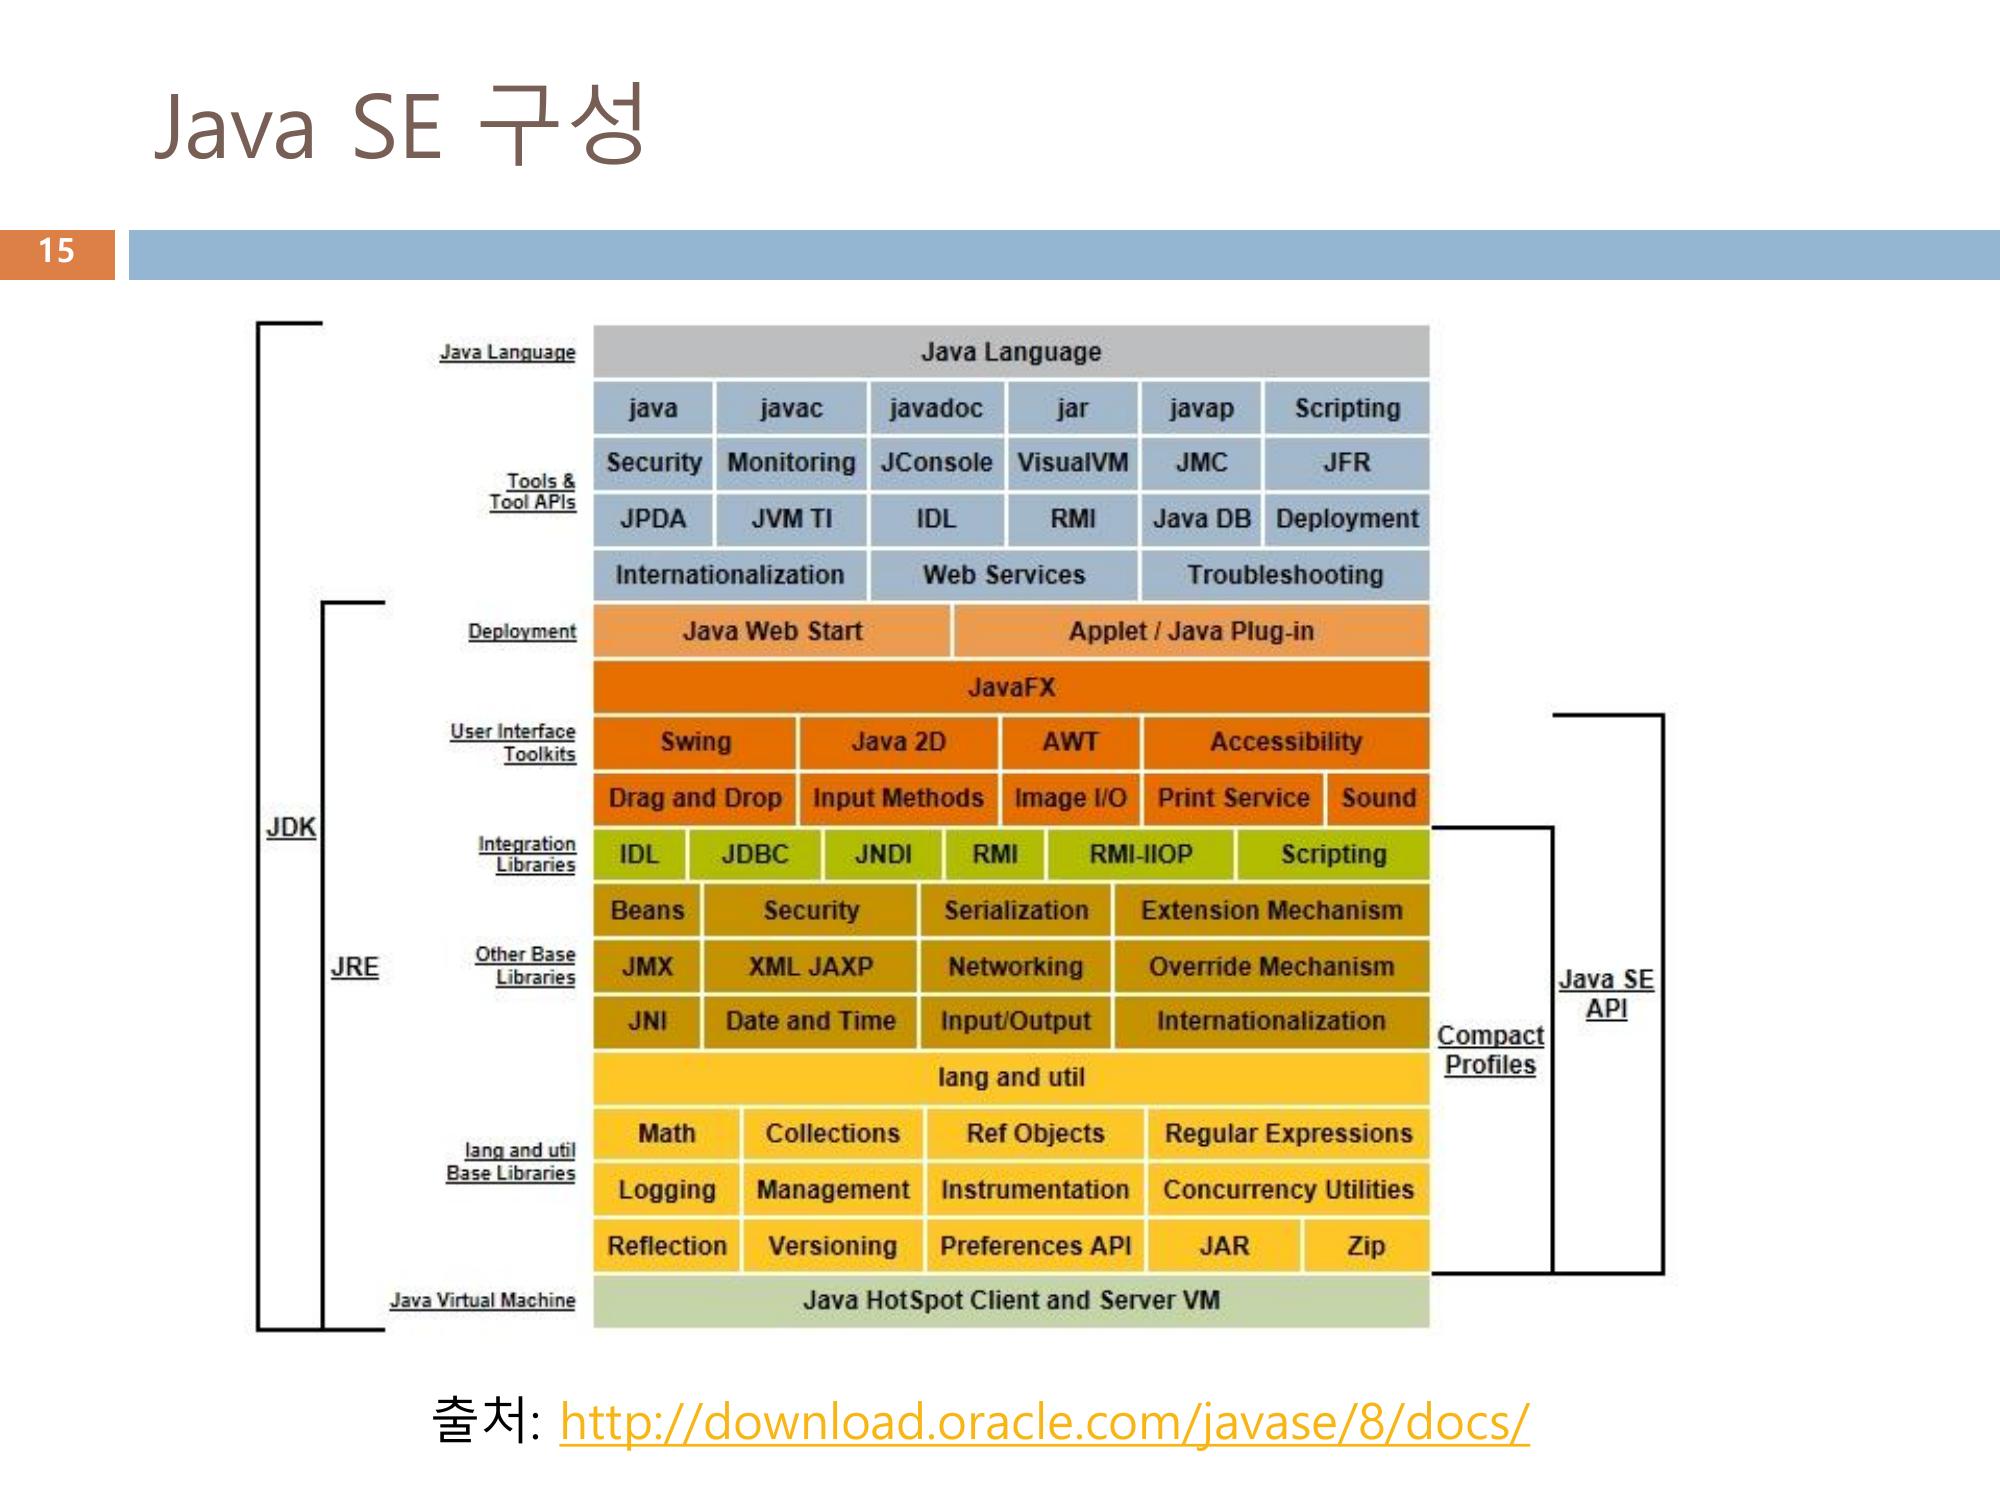 Java SE 구성
15
Java Language
Java Language
java javac javadoc jar javap Scripting
Security Monitoring JConsole VisualVM JMC JFR
Tools &
Tool APIs
JPDA JVM TI IDL RMI Java DB Deployment
Internationalization Web Services Troubleshooting
Deployment
Java Web Start Applet / Java Plug-in
JavaFX
User Interface
Toolkits
Swing Java 2D AWT Accessibility
Drag and Drop Input Methods Image I/O Print Service Sound
JDK
Integration
Libraries
IDL JDBC JNDI RMI RMI-IIOP Scripting
Beans Security Serialization Extension Mechanism
JRE
Other Base
Libraries
JMX XML JAXP Networking Override Mechanism
Java SE
API
JNI Date and Time Input/Output Internationalization
Compact
Profiles
lang and util
lang and util
Base Libraries
Math Collections Ref Objects Regular Expressions
Logging Management Instrumentation Concurrency Utilities
Reflection Versioning Preferences API JAR Zip
Java Virtual Machine
Java HotSpot Client and Server VM
출처: http://download.oracle.com/javase/8/docs/